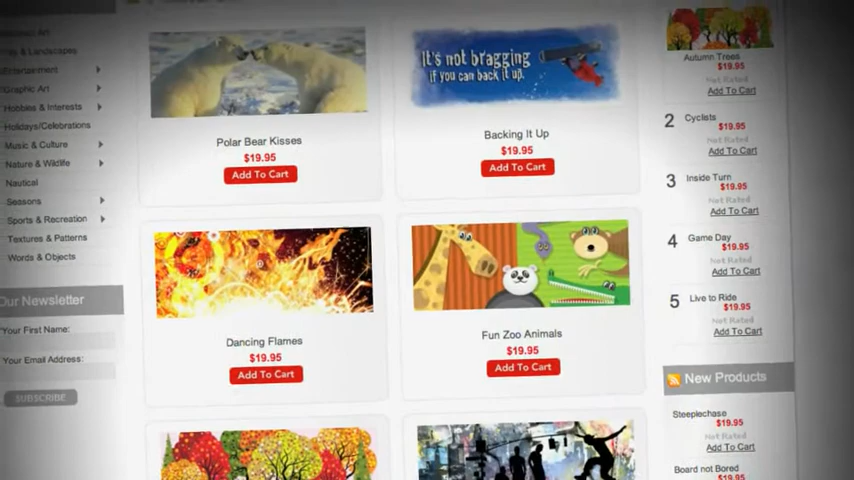 Entertainment
Graphic Art
Hobbies & Interests
Holidays/Celebrations
Music & Culture
Nature & Wildlife
Nautical
Seasons
Sports & Recreation
Textures & Patterns
Words & Objects
Our Newsletter
Your First Name:
Your Email Address:
SUBSCRIBE
Polar Bear Kisses
$19.95
Add To Cart
It's not bragging
if you can back it up.
Backing It Up
$19.95
Add To Cart
Dancing Flames
$19.95
Add To Cart
Fun Zoo Animals
$19.95
Add To Cart
Autumn Trees
$19.95
Not Rated
Add To Cart
2 Cyclists
$19.95
Add To Cart
3 Inside Turn
$19.95
Not Rated
Add To Cart
4 Game Day
$19.95
Not Rated
Add To Cart
5 Live to Ride
$19.95
Not Rated
Add To Cart
New Products
Steeplechase
$19.95
Not Rated
Add To Cart
Board not Bored
$19.95